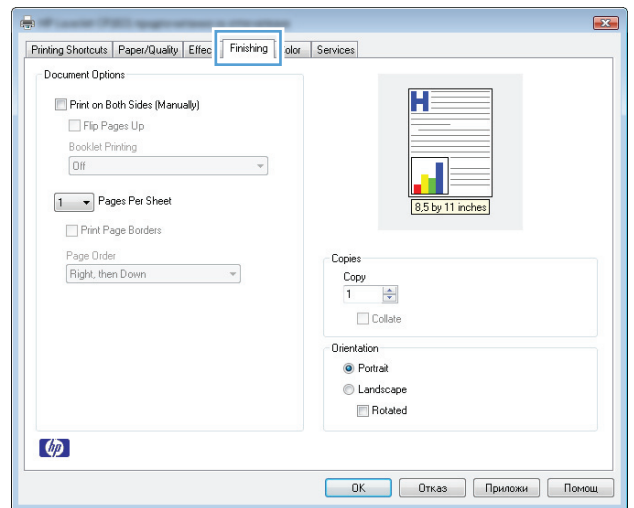 Printing Shortcuts Paper/Quality Effec Finishing olor Services
Document Options
Print on Both Sides (Manually)
Flip Pages Up
Booklet Printing
Off
1 Pages Per Sheet
Print Page Borders
Page Order
Right, then Down
H
8,5 by 11 inches
Copies
Copy
1
Collate
Orientation
Portrait
Landscape
Rotated
hp
OK Отказ Приложи Помощ